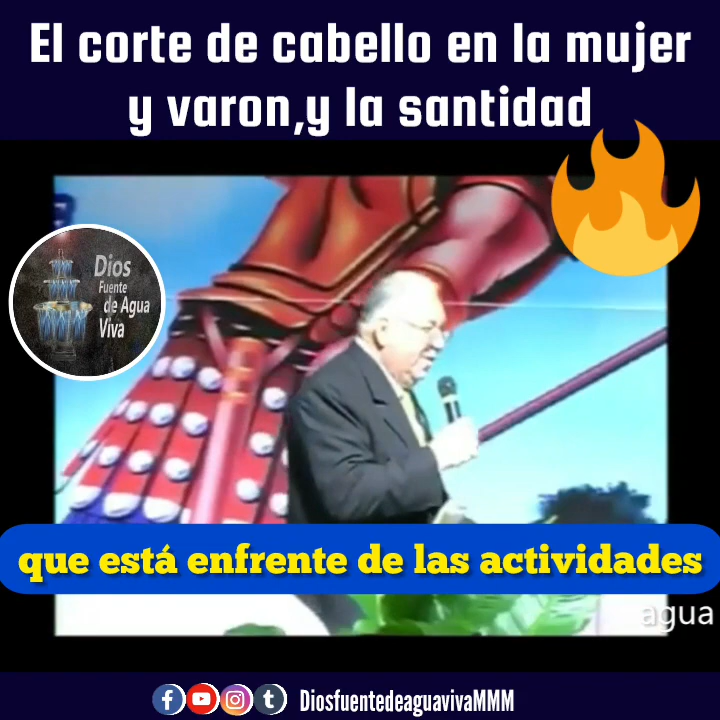 El corte de cabello en la mujer
y varon,y la santidad
Dios
Fuente
de Agua
Viva
que está enfrente de las actividades
agua
DiosfuentedeaguavivaMMM